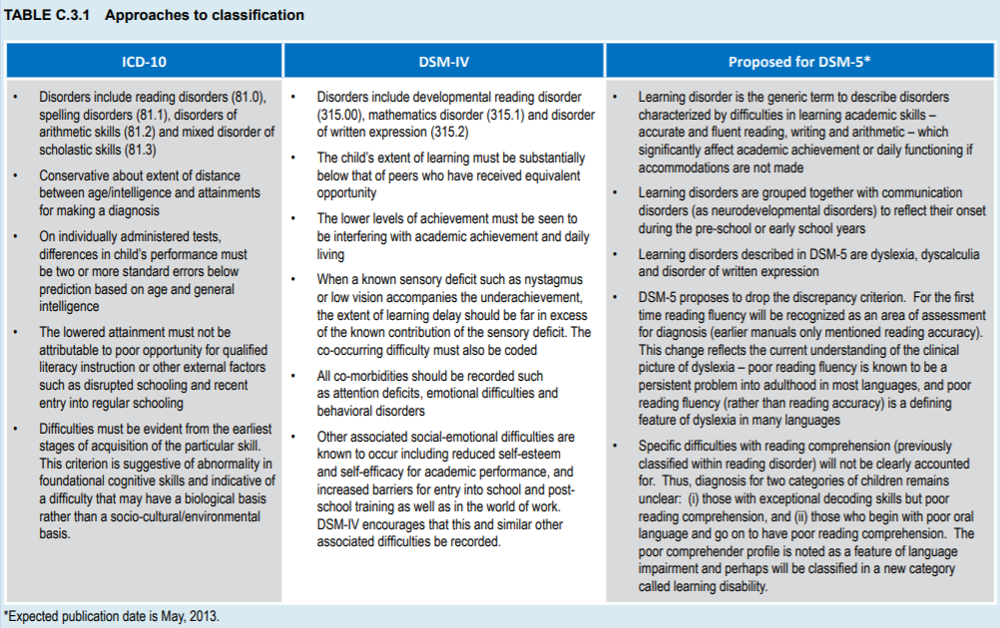 TABLE C.3.1 Approaches to classification
ICD-10
• Disorders include reading disorders (81.0),
spelling disorders (81.1), disorders of
arithmetic skills (81.2) and mixed disorder of
scholastic skills (81.3)
• Conservative about extent of distance
between age/intelligence and attainments
for making a diagnosis
• On individually administered tests,
differences in child's performance must
be two or more standard errors below
prediction based on age and general
intelligence
• The lowered attainment must not be
attributable to poor opportunity for qualified
literacy instruction or other external factors
such as disrupted schooling and recent
entry into regular schooling
• Difficulties must be evident from the earliest
stages of acquisition of the particular skill.
This criterion is suggestive of abnormality in
foundational cognitive skills and indicative of
a difficulty that may have a biological basis
rather than a socio-cultural/environmental
basis.
DSM-IV
• Disorders include developmental reading disorder
(315.00), mathematics disorder (315.1) and disorder
of written expression (315.2)
• The child's extent of learning must be substantially
below that of peers who have received equivalent
opportunity
• The lower levels of achievement must be seen to
be interfering with academic achievement and daily
living
• When a known sensory deficit such as nystagmus
or low vision accompanies the underachievement,
the extent of learning delay should be far in excess
of the known contribution of the sensory deficit. The
co-occurring difficulty must also be coded
• All co-morbidities should be recorded such
as attention deficits, emotional difficulties and
behavioral disorders
• Other associated social-emotional difficulties are
known to occur including reduced self-esteem
and self-efficacy for academic performance, and
increased barriers for entry into school and post-
school training as well as in the world of work.
DSM-IV encourages that this and similar other
associated difficulties be recorded.
Proposed for DSM-5*
• Learning disorder is the generic term to describe disorders
characterized by difficulties in learning academic skills –
accurate and fluent reading, writing and arithmetic – which
significantly affect academic achievement or daily functioning if
accommodations are not made
• Learning disorders are grouped together with communication
disorders (as neurodevelopmental disorders) to reflect their onset
during the pre-school or early school years
• Learning disorders described in DSM-5 are dyslexia, dyscalculia
and disorder of written expression
• DSM-5 proposes to drop the discrepancy criterion. For the first
time reading fluency will be recognized as an area of assessment
for diagnosis (earlier manuals only mentioned reading accuracy).
This change reflects the current understanding of the clinical
picture of dyslexia – poor reading fluency is known to be a
persistent problem into adulthood in most languages, and poor
reading fluency (rather than reading accuracy) is a defining
feature of dyslexia in many languages
• Specific difficulties with reading comprehension (previously
classified within reading disorder) will not be clearly accounted
for. Thus, diagnosis for two categories of children remains
unclear: (i) those with exceptional decoding skills but poor
reading comprehension, and (ii) those who begin with poor oral
language and go on to have poor reading comprehension. The
poor comprehender profile is noted as a feature of language
impairment and perhaps will be classified in a new category
called learning disability.
*Expected publication date is May, 2013.